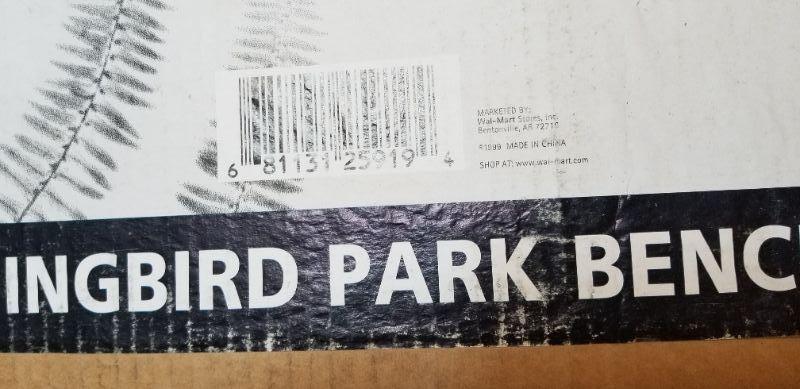 6 81131 25919 4
MARKETED BY:
Wal-Mart Stores, Inc.
Bentonville, AR 72716
©1999 MADE IN CHINA
SHOP AT: www.wal-mart.com
INGBIRD PARK BENC